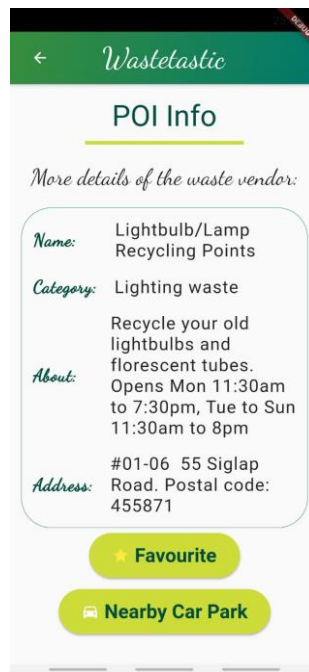 DEBUG
Wastetastic
POI Info
More details of the waste vendor:
Name:
Lightbulb/Lamp
Recycling Points
Category:
Lighting waste
About:
Recycle your old
lightbulbs and
florescent tubes.
Opens Mon 11:30am
to 7:30pm, Tue to Sun
11:30am to 8pm
Address:
#01-06 55 Siglap
Road. Postal code:
455871
Favourite
Nearby Car Park